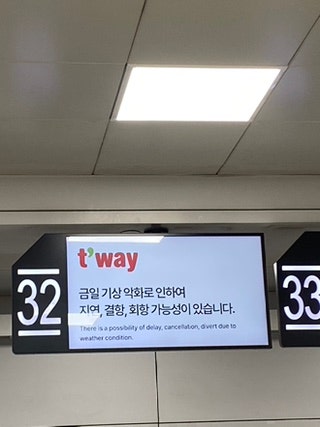 t'way
32
금일 기상 악화로 인하여
지연, 결항, 회항 가능성이 있습니다.
There is a possibility of delay, cancellation, divert due to
weather condition.
33